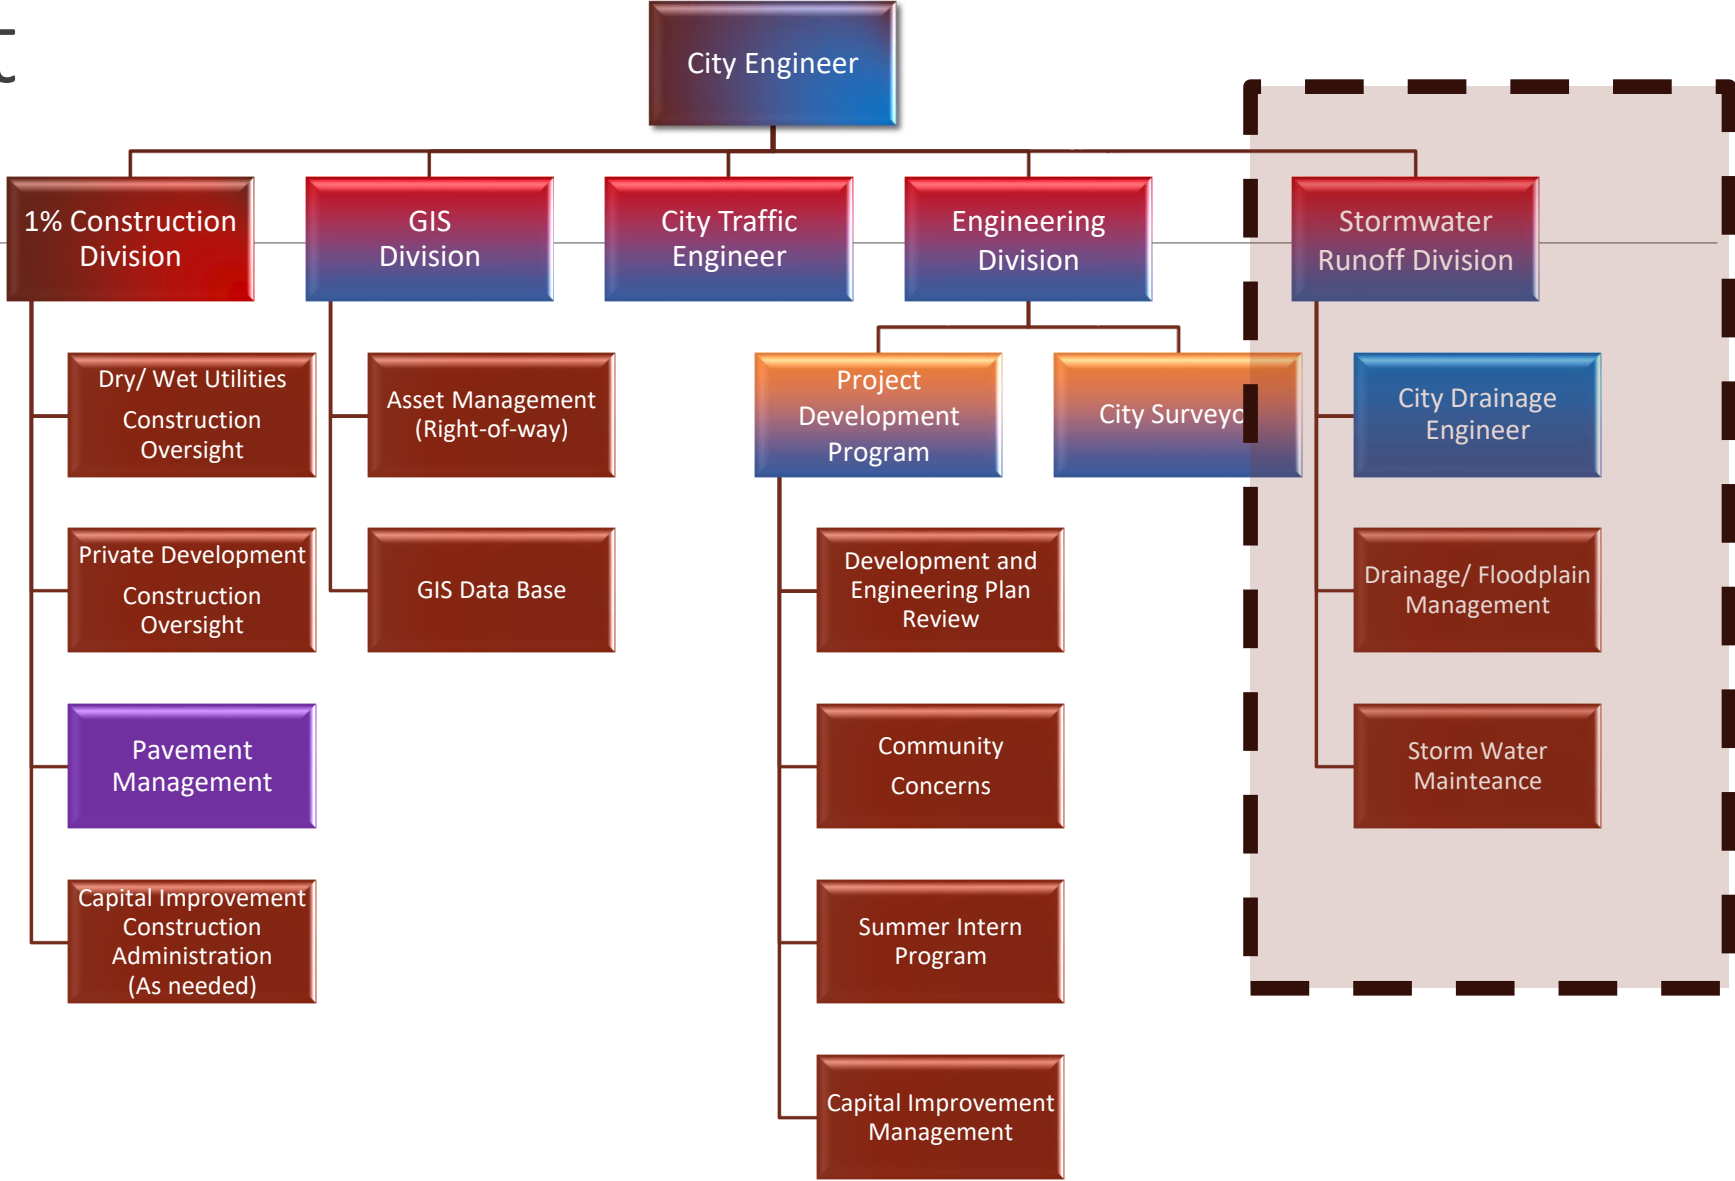 t
City Engineer
1% Construction
Division
GIS
Division
City Traffic
Engineer
Engineering
Division
Stormwater
Runoff Division
Dry/ Wet Utilities
Construction
Oversight
Private Development
Construction
Oversight
Pavement
Management
Capital Improvement
Construction
Administration
(As needed)
Asset Management
(Right-of-way)
GIS Data Base
Project
Development
Program
Development and
Engineering Plan
Review
Community
Concerns
Summer Intern
Program
Capital Improvement
Management
City Surveyo
City Drainage
Engineer
Drainage/ Floodplain
Management
Storm Water
Mainteance